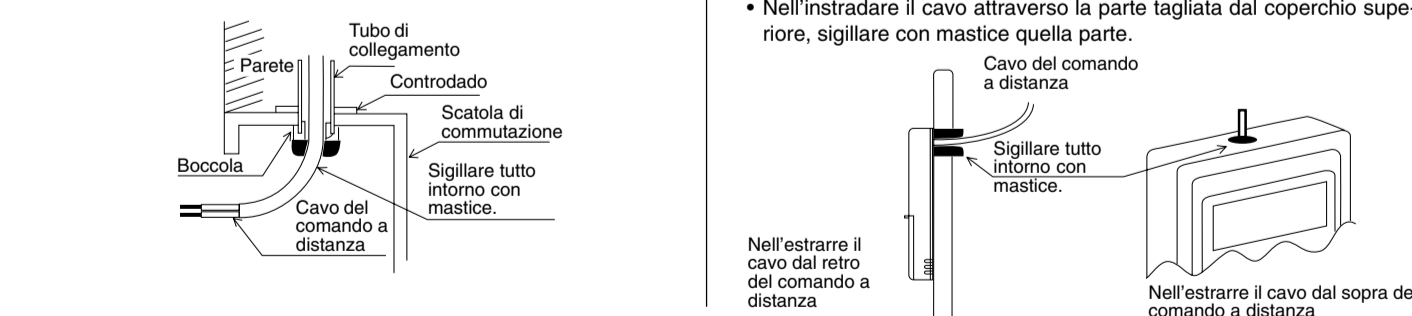 Tubo di
collegamento
Parete
Controdado
Scatola di
commutazione
Boccola
Sigillare tutto
intorno con
mastice.
Cavo del
comando a
distanza
• Nell'instradare il cavo attraverso la parte tagliata dal coperchio supe-
riore, sigillare con mastice quella parte.
Cavo del comando
a distanza
Sigillare tutto
intorno con
mastice.
Nell'estrarre il
cavo dal retro
del comando a
distanza
Nell'estrarre il cavo dal sopra de
comando a distanza